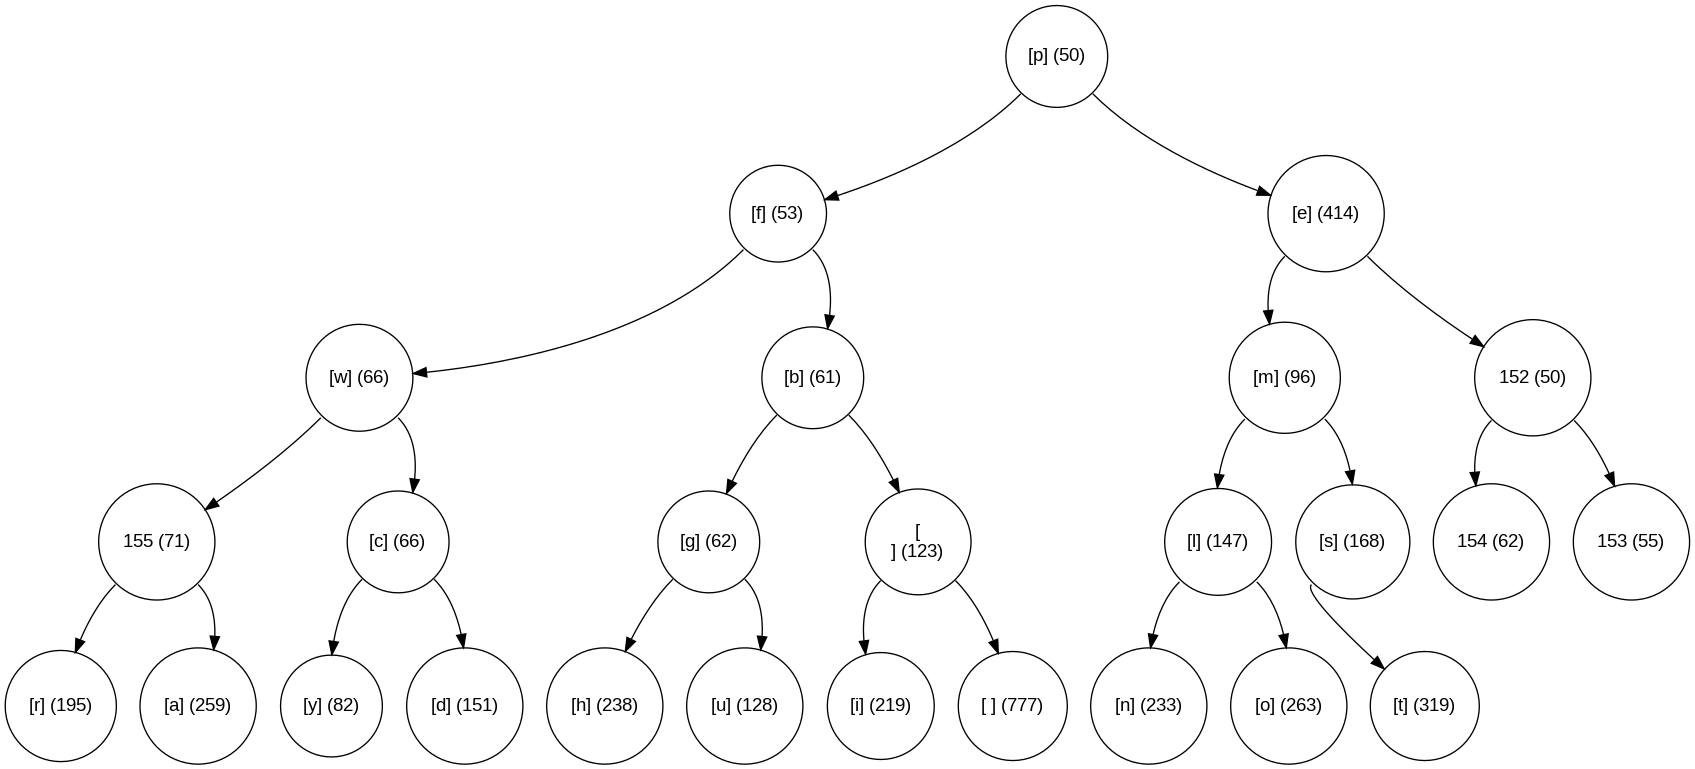 [p] (50)
[f] (53)
[e] (414)
[w] (66)
[b] (61)
[m] (96)
152 (50)
155 (71)
[c] (66)
[g] (62)
[
] (123)
[l] (147)
[s] (168)
154 (62)
153 (55)
[r] (195)
[a] (259)
[y] (82)
[d] (151)
[h] (238)
[u] (128)
[i] (219)
[ ] (777)
[n] (233)
[o] (263)
[t] (319)